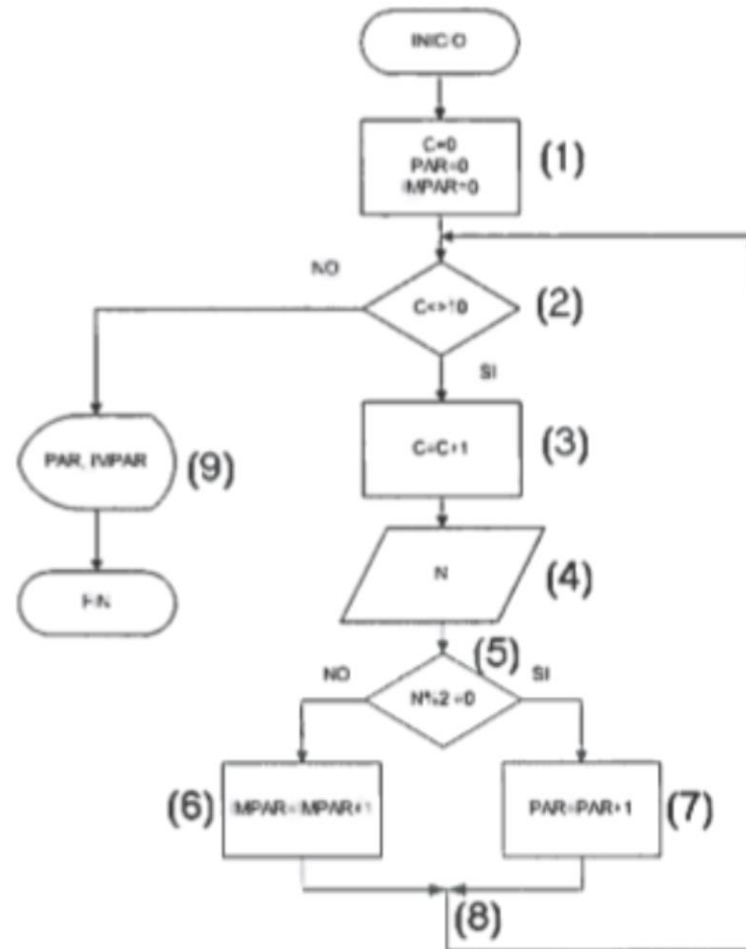 INICIO
C=0
PAR=0
IMPAR=0
(1)
NO
C<>10
(2)
SI
C=C+1
(3)
PAR, IMPAR
(9)
N
(4)
FIN
(5)
NO
N%2=0
SI
(6)
IMPAR=IMPAR+1
PAR=PAR+1
(7)
(8)